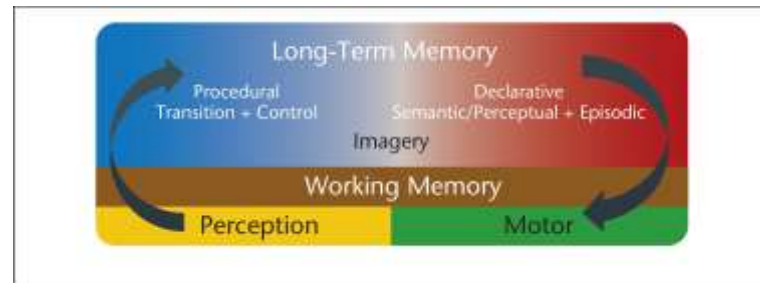 Long-Term Memory
Procedural
Transition + Control
Declarative
Semantic/Perceptual + Episodic
Imagery
Working Memory
Perception
Motor